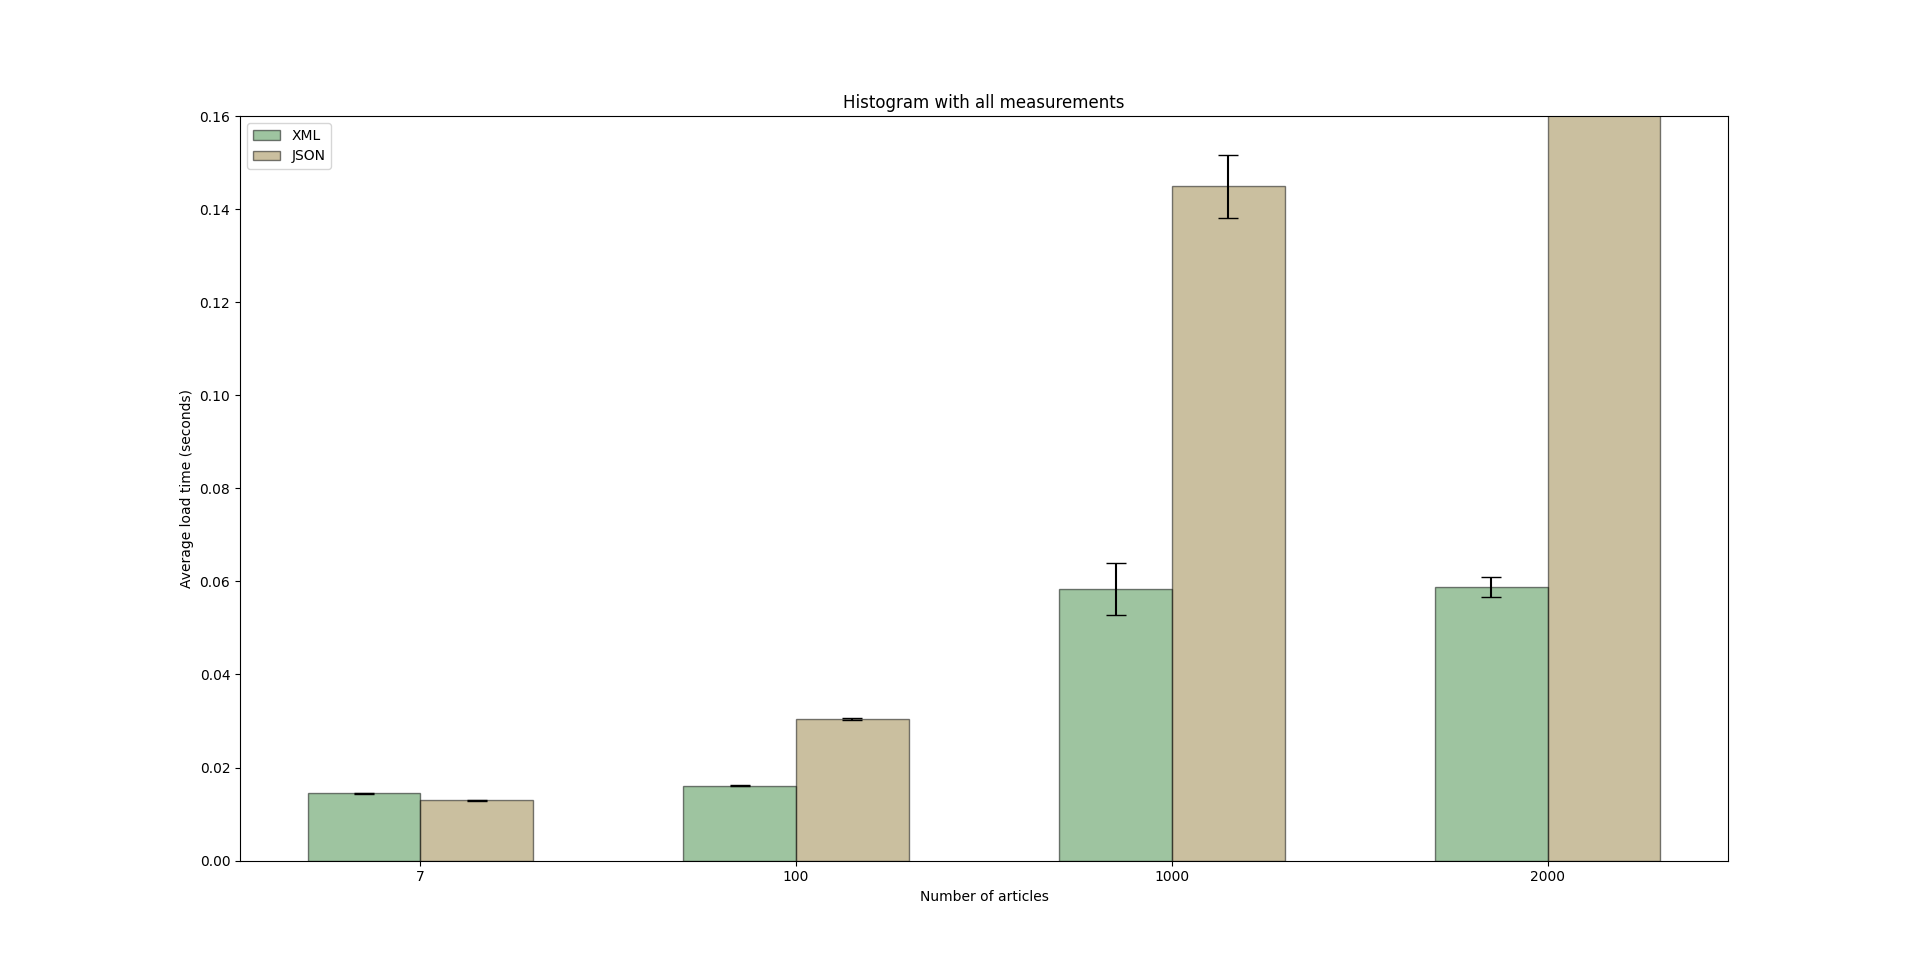 Histogram with all measurements
XML
JSON
0.16
0.14
0.12
0.10
0.08
0.06
0.04
0.02
0.00
Average load time (seconds)
7 100 1000 2000
Number of articles